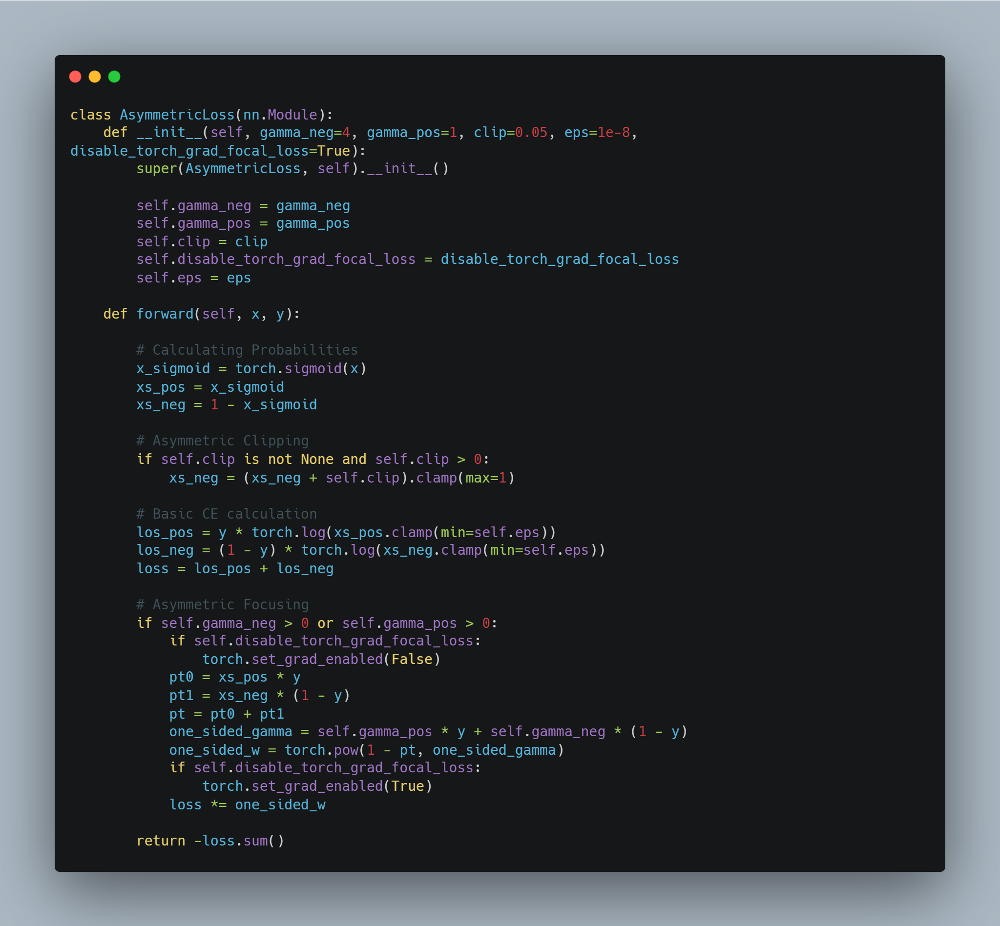 class AsymmetricLoss(nn.Module):
    def __init__(self, gamma_neg=4, gamma_pos=1, clip=0.05, eps=1e-8,
disable_torch_grad_focal_loss=True):
        super(AsymmetricLoss, self).__init__()

        self.gamma_neg = gamma_neg
        self.gamma_pos = gamma_pos
        self.clip = clip
        self.disable_torch_grad_focal_loss = disable_torch_grad_focal_loss
        self.eps = eps

    def forward(self, x, y):

        # Calculating Probabilities
        x_sigmoid = torch.sigmoid(x)
        xs_pos = x_sigmoid
        xs_neg = 1 - x_sigmoid

        # Asymmetric Clipping
        if self.clip is not None and self.clip > 0:
            xs_neg = (xs_neg + self.clip).clamp(max=1)

        # Basic CE calculation
        los_pos = y * torch.log(xs_pos.clamp(min=self.eps))
        los_neg = (1 - y) * torch.log(xs_neg.clamp(min=self.eps))
        loss = los_pos + los_neg

        # Asymmetric Focusing
        if self.gamma_neg > 0 or self.gamma_pos > 0:
            if self.disable_torch_grad_focal_loss:
                torch.set_grad_enabled(False)
            pt0 = xs_pos * y
            pt1 = xs_neg * (1 - y)
            pt = pt0 + pt1
            one_sided_gamma = self.gamma_pos * y + self.gamma_neg * (1 - y)
            one_sided_w = torch.pow(1 - pt, one_sided_gamma)
            if self.disable_torch_grad_focal_loss:
                torch.set_grad_enabled(True)
            loss *= one_sided_w

        return -loss.sum()